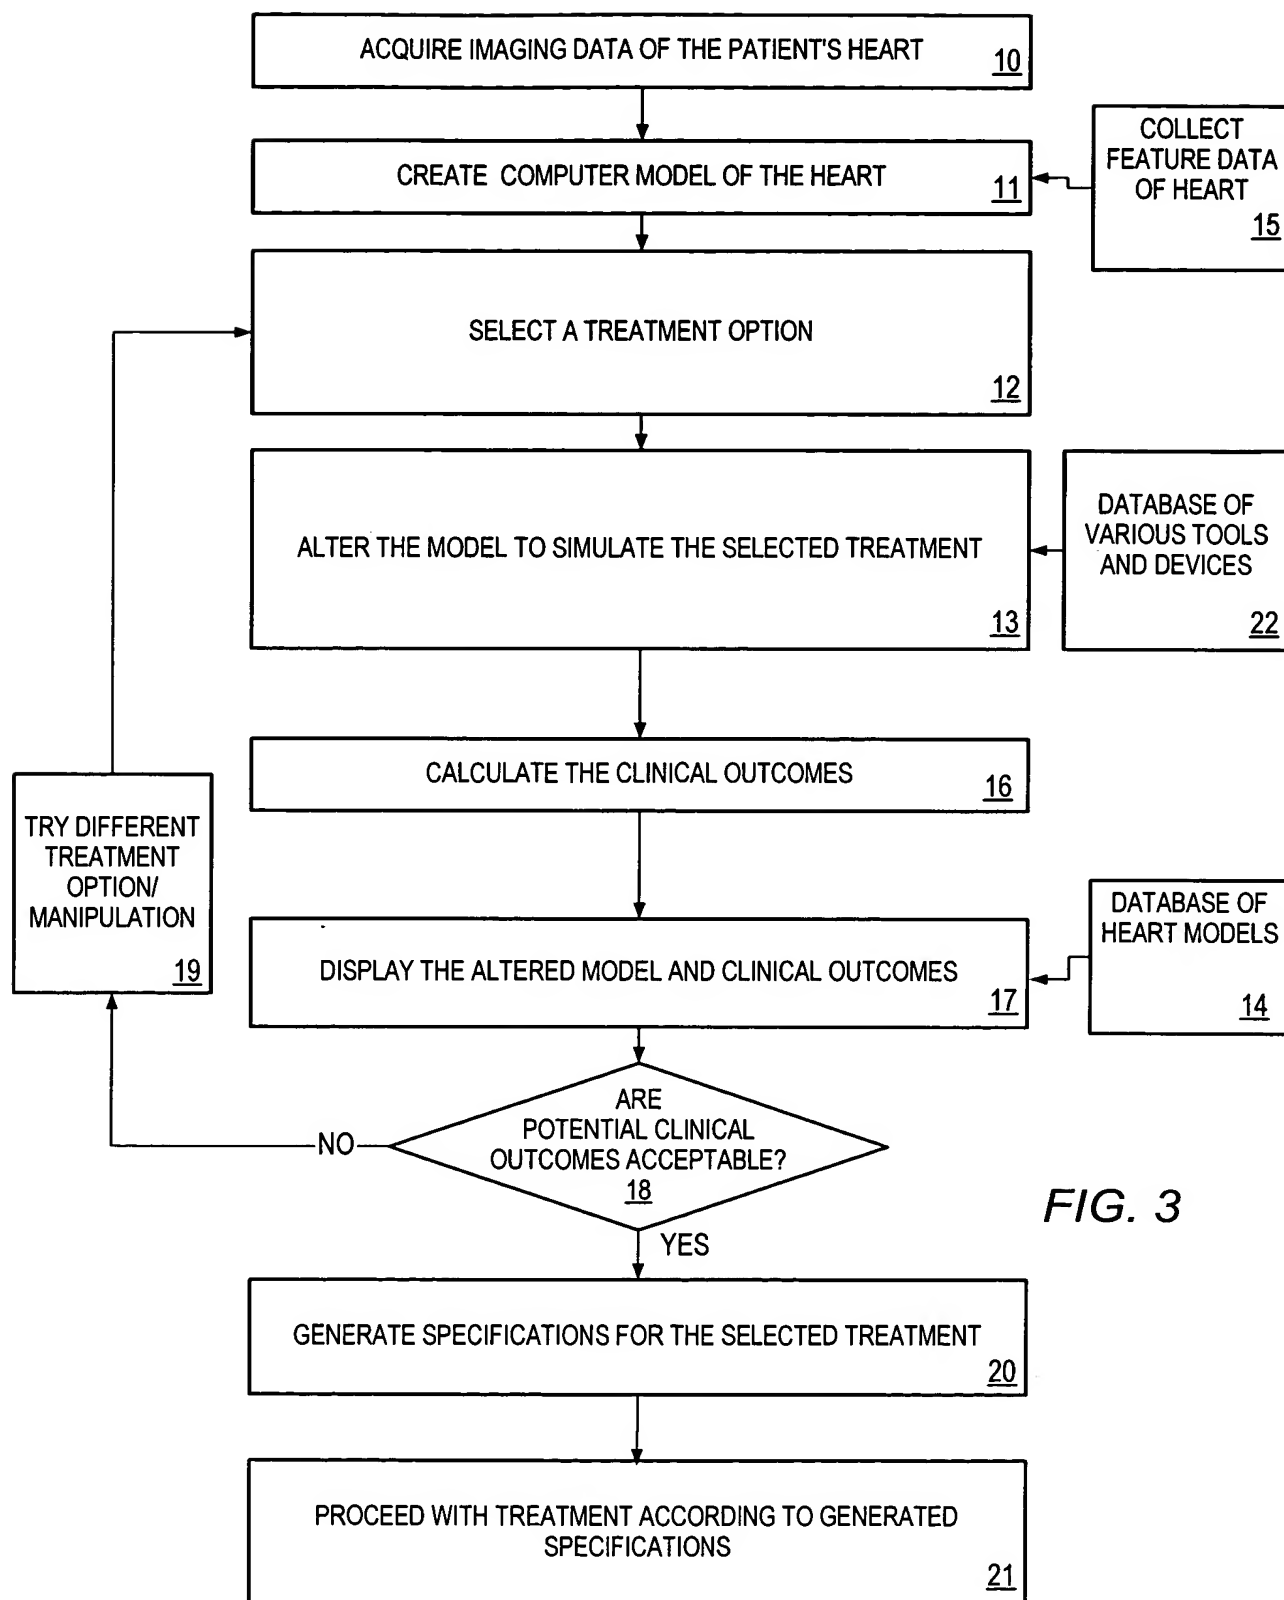 ACQUIRE IMAGING DATA OF THE PATIENT'S HEART
10
CREATE COMPUTER MODEL OF THE HEART
11
COLLECT
FEATURE DATA
OF HEART
15
SELECT A TREATMENT OPTION
12
ALTER THE MODEL TO SIMULATE THE SELECTED TREATMENT
13
DATABASE OF
VARIOUS TOOLS
AND DEVICES
22
CALCULATE THE CLINICAL OUTCOMES
16
TRY DIFFERENT
TREATMENT
OPTION/
MANIPULATION
19
DISPLAY THE ALTERED MODEL AND CLINICAL OUTCOMES
17
DATABASE OF
HEART MODELS
14
ARE
POTENTIAL CLINICAL
OUTCOMES ACCEPTABLE?
18
NO
YES
FIG. 3
GENERATE SPECIFICATIONS FOR THE SELECTED TREATMENT
20
PROCEED WITH TREATMENT ACCORDING TO GENERATED
SPECIFICATIONS
21